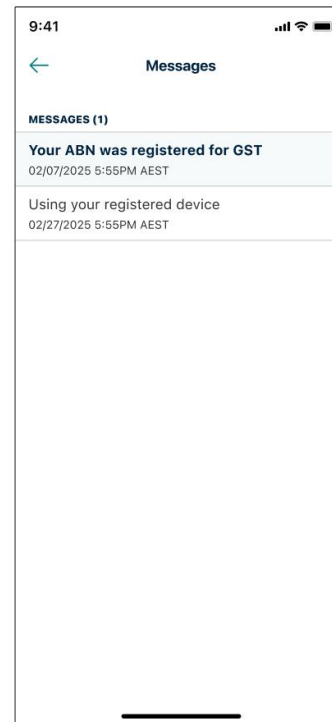 9:41
Messages
MESSAGES (1)
Your ABN was registered for GST
02/07/2025 5:55PM AEST
Using your registered device
02/27/2025 5:55PM AEST